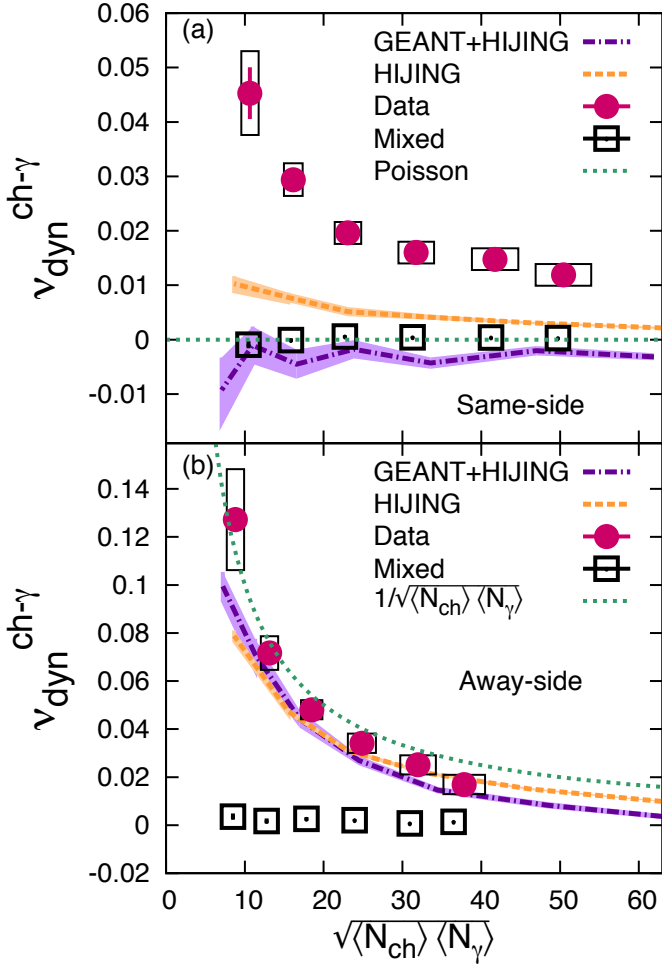 (a)
GEANT+HIJING
HIJING
Data
Mixed
Poisson
0.06
0.05
0.04
0.03
0.02
0.01
0
-0.01
ν_dyn^ch-γ
Same-side
(b)
GEANT+HIJING
HIJING
Data
Mixed
1/√⟨N_ch⟩ ⟨N_γ⟩
0.14
0.12
0.1
0.08
0.06
0.04
0.02
0
-0.02
ν_dyn^ch-γ
Away-side
0 10 20 30 40 50 60
√⟨N_ch⟩ ⟨N_γ⟩